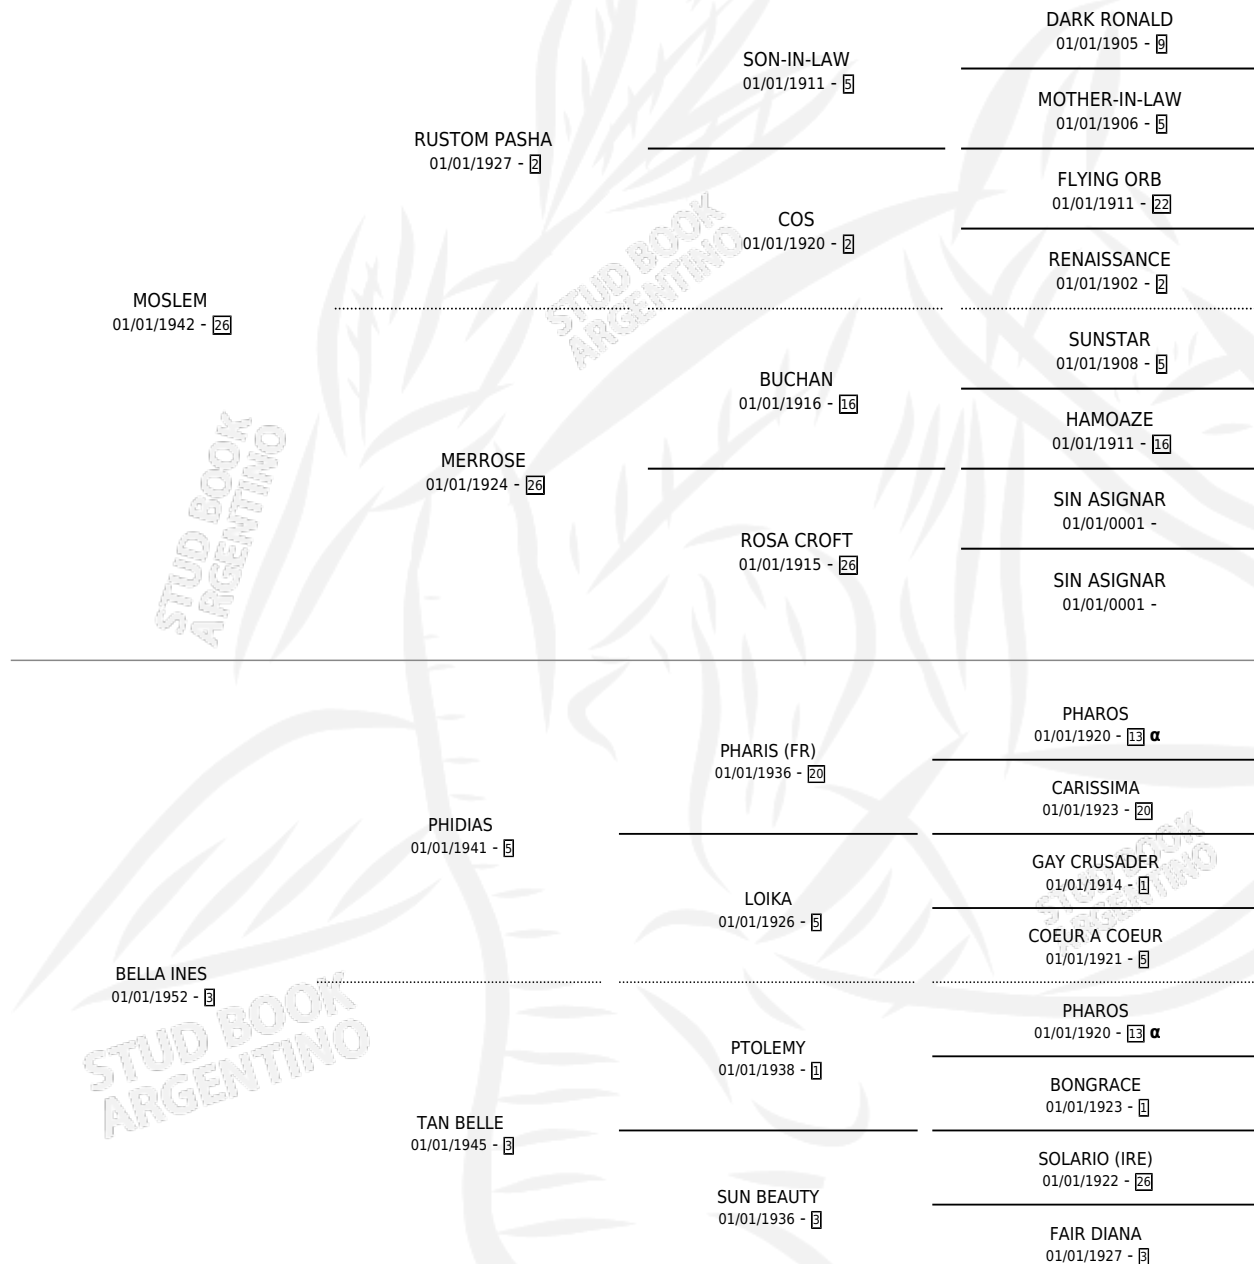 DARK RONALD
01/01/1905 - 9
SON-IN-LAW
01/01/1911 - 5
MOTHER-IN-LAW
01/01/1906 - 5
RUSTOM PASHA
01/01/1927 - 2
FLYING ORB
01/01/1911 - 22
COS
01/01/1920 - 2
RENAISSANCE
01/01/1902 - 2
MOSLEM
01/01/1942 - 26
SUNSTAR
01/01/1908 - 5
BUCHAN
01/01/1916 - 16
HAMOAZE
01/01/1911 - 16
MERROSE
01/01/1924 - 26
SIN ASIGNAR
01/01/0001 -
ROSA CROFT
01/01/1915 - 26
SIN ASIGNAR
01/01/0001 -
STUD BOOK
ARGENTINO
STUD BOOK
ARGENTINO
PHAROS
01/01/1920 - 13 α
PHARIS (FR)
01/01/1936 - 20
CARISSIMA
01/01/1923 - 20
PHIDIAS
01/01/1941 - 5
GAY CRUSADER
01/01/1914 - 1
LOIKA
01/01/1926 - 5
COEUR A COEUR
01/01/1921 - 5
BELLA INES
01/01/1952 - 3
PHAROS
01/01/1920 - 13 α
PTOLEMY
01/01/1938 - 1
BONGRACE
01/01/1923 - 1
TAN BELLE
01/01/1945 - 3
SOLARIO (IRE)
01/01/1922 - 26
SUN BEAUTY
01/01/1936 - 3
FAIR DIANA
01/01/1927 - 3
STUD BOOK
ARGENTINO
STUD BOOK
ARGENTINO